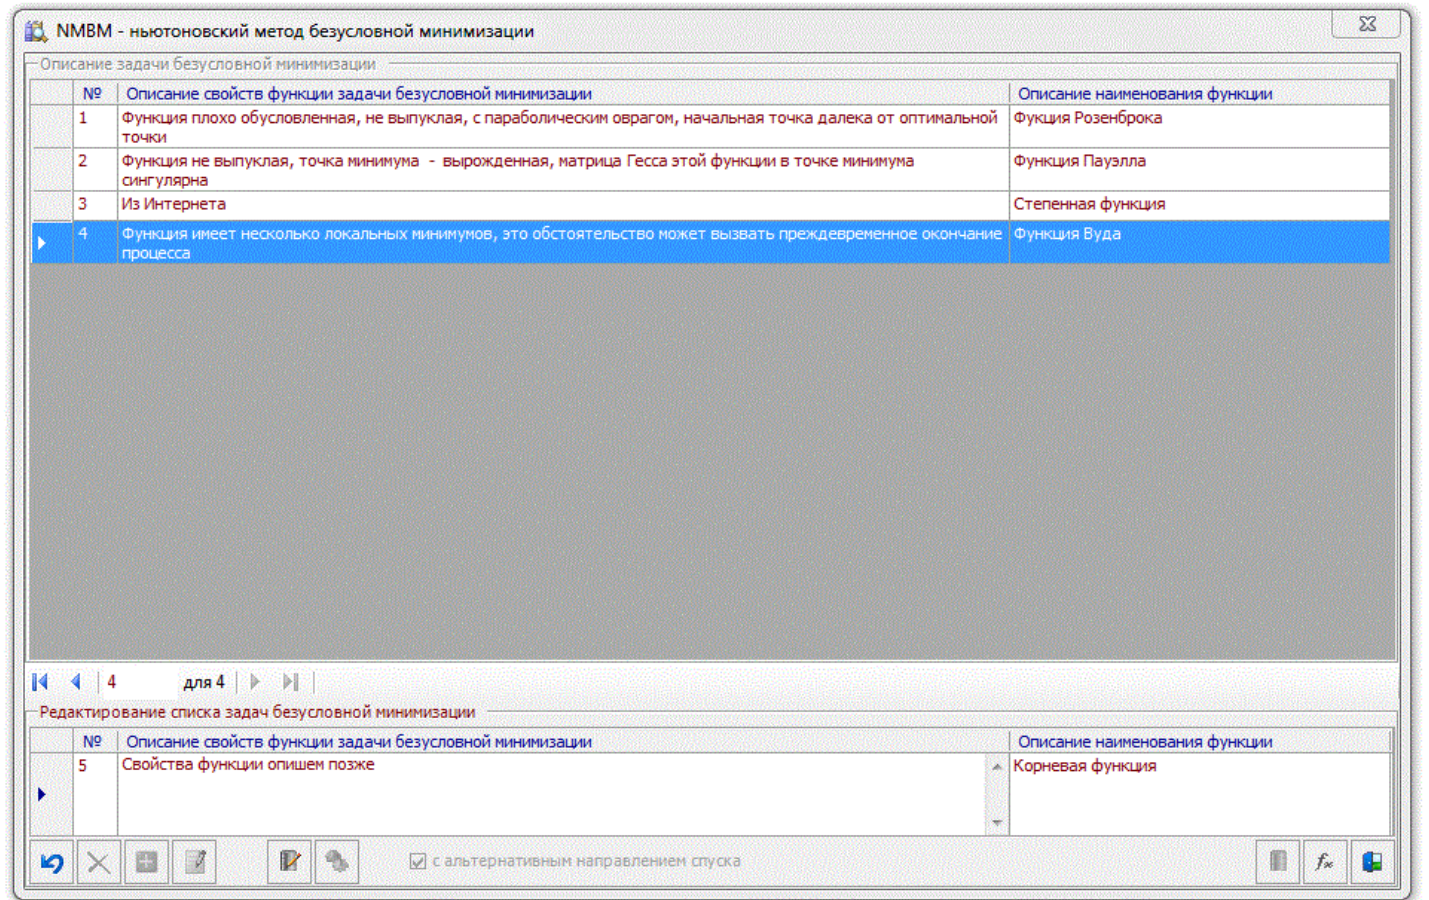 NMBM - ньютоновский метод безусловной минимизации
Описание задачи безусловной минимизации
№ Описание свойств функции задачи безусловной минимизации Описание наименования функции
1 Функция плохо обусловленная, не выпуклая, с параболическим оврагом, начальная точка далека от оптимальной Фукция Розенброка
точки
2 Функция не выпуклая, точка минимума - вырожденная, матрица Гесса этой функции в точке минимума Функция Пауэлла
сингулярна
3 Из Интернета Степенная функция
4 Функция имеет несколько локальных минимумов, это обстоятельство может вызвать преждевременное окончание Функция Вуда
процесса
4 для 4
Редактирование списка задач безусловной минимизации
№ Описание свойств функции задачи безусловной минимизации Описание наименования функции
5 Свойства функции опишем позже Корневая функция
с альтернативным направлением спуска fx